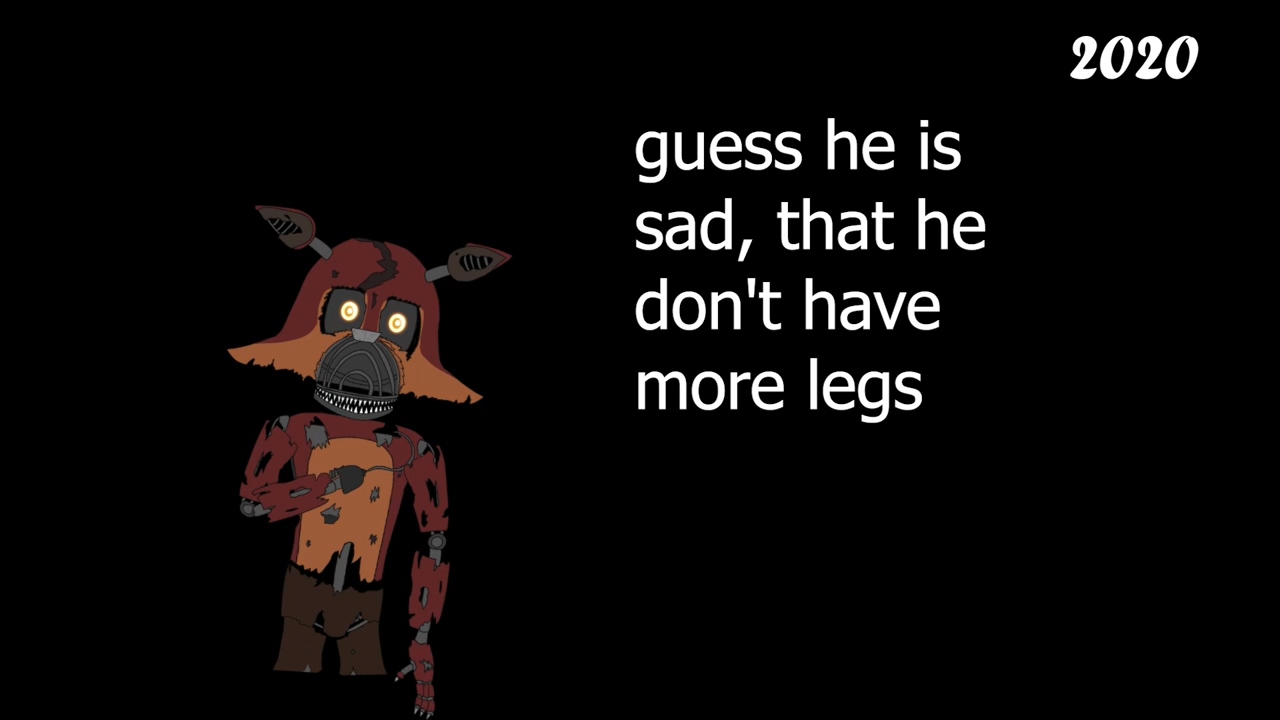 2020
guess he is
sad, that he
don't have
more legs